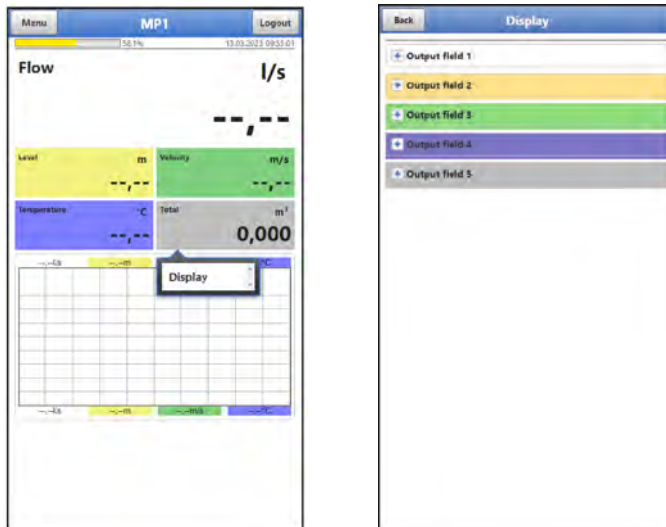 Menu MP1 Logout
58,1% 13.03.2023 09:53:01
Flow l/s
--,--
Level m Velocity m/s
--,-- --,--
Temperature °C Total m³
--,-- 0,000
--,--l/s --,--m °C
Display
--,--l/s --,--m --,--m/s --,--°C
Back Display
+ Output field 1
+ Output field 2
+ Output field 3
+ Output field 4
+ Output field 5